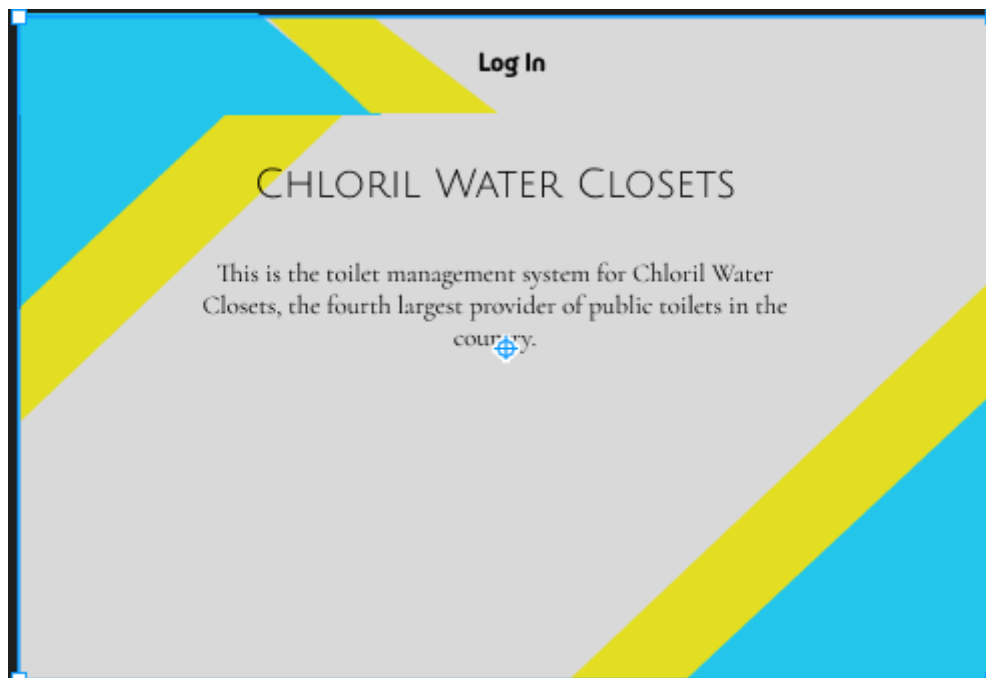 Log In
Chloril Water Closets
This is the toilet management system for Chloril Water
Closets, the fourth largest provider of public toilets in the
country.